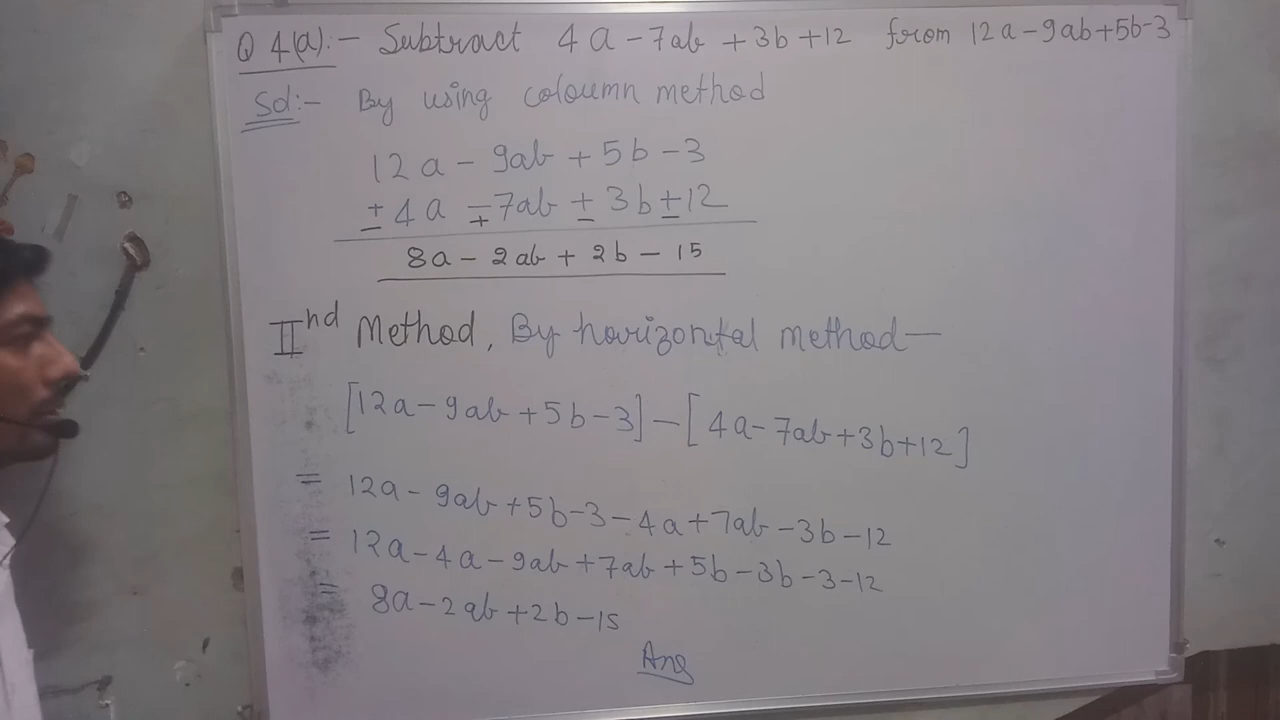 Q 4(a):- Subtract 4a-7ab+3b+12 from 12a-9ab+5b-3
Sol:- By using coloumn method
12a - 9ab + 5b - 3
± 4a ∓ 7ab ± 3b ± 12
8a - 2ab + 2b - 15
IInd Method, By horizontal method—
[12a-9ab+5b-3]-[4a-7ab+3b+12]
= 12a-9ab+5b-3-4a+7ab-3b-12
= 12a-4a-9ab+7ab+5b-3b-3-12
= 8a-2ab+2b-15
Ans